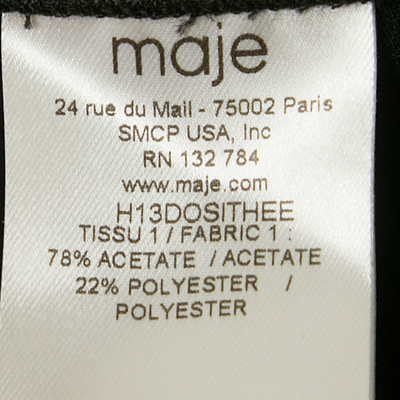 maje
24 rue du Mail - 75002 Paris
SMCP USA, Inc
RN 132 784
www.maje.com
H13DOSITHEE
TISSU 1 / FABRIC 1 :
78% ACETATE / ACETATE
22% POLYESTER /
POLYESTER